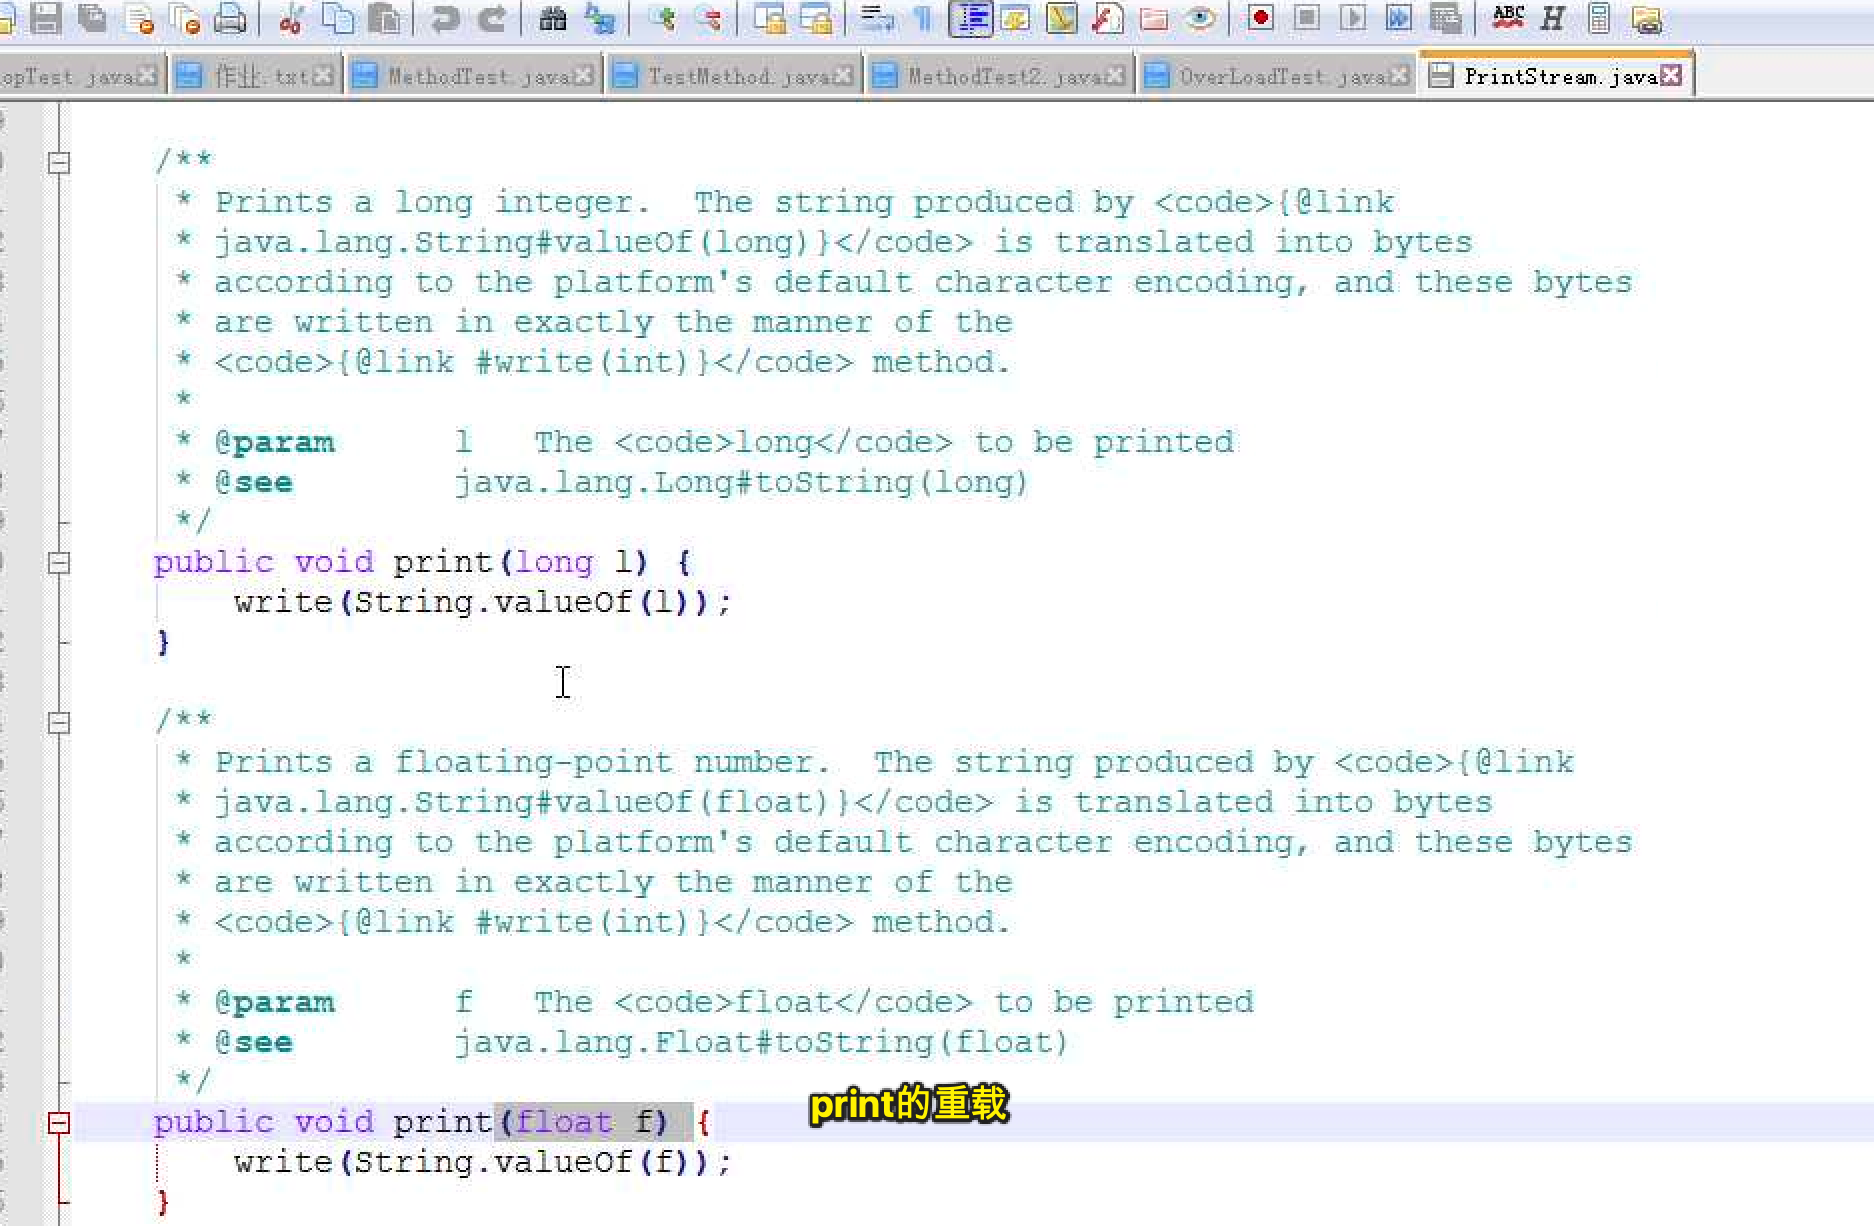 ABC
H
opTest.java
作业.txt
MethodTest.java
TestMethod.java
MethodTest2.java
OverLoadTest.java
PrintStream.java
/**
* Prints a long integer.  The string produced by <code>{@link
* java.lang.String#valueOf(long)}</code> is translated into bytes
* according to the platform's default character encoding, and these bytes
* are written in exactly the manner of the
* <code>{@link #write(int)}</code> method.
*
* @param      l   The <code>long</code> to be printed
* @see        java.lang.Long#toString(long)
*/
public void print(long l) {
write(String.valueOf(l));
}
/**
* Prints a floating-point number.  The string produced by <code>{@link
* java.lang.String#valueOf(float)}</code> is translated into bytes
* according to the platform's default character encoding, and these bytes
* are written in exactly the manner of the
* <code>{@link #write(int)}</code> method.
*
* @param      f   The <code>float</code> to be printed
* @see        java.lang.Float#toString(float)
*/
public void print(float f) {
print的重载
write(String.valueOf(f));
}